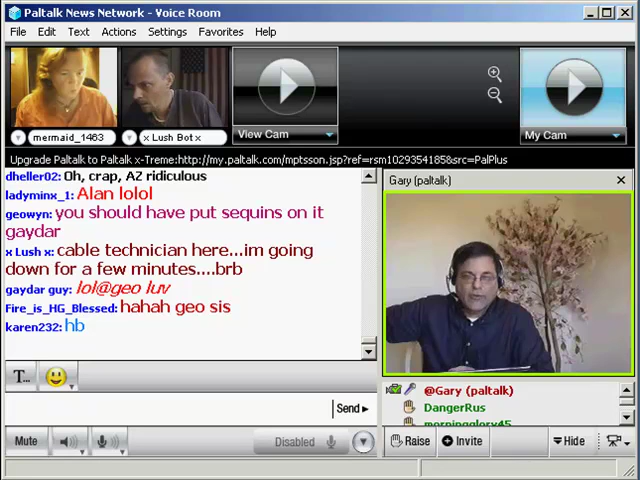 Paltalk News Network - Voice Room
File Edit Text Actions Settings Favorites Help
mermaid_1463
x Lush Bot x
View Cam
My Cam
Upgrade Paltalk to Paltalk x-Treme:http://my.paltalk.com/mptsson.jsp?ref=rsm1029354185&src=PalPlus
dheller02: Oh, crap, AZ ridiculous
ladyminx_1: Alan lolol
geowyn: you should have put sequins on it
gaydar
x Lush x: cable technician here...im going
down for a few minutes....brb
gaydar guy: lol@geo luv
Fire_is_HG_Blessed: hahah geo sis
karen232: hb
T...
Send
Mute
Disabled
Gary (paltalk)
@Gary (paltalk)
DangerRus
morningglory45
Raise
Invite
Hide